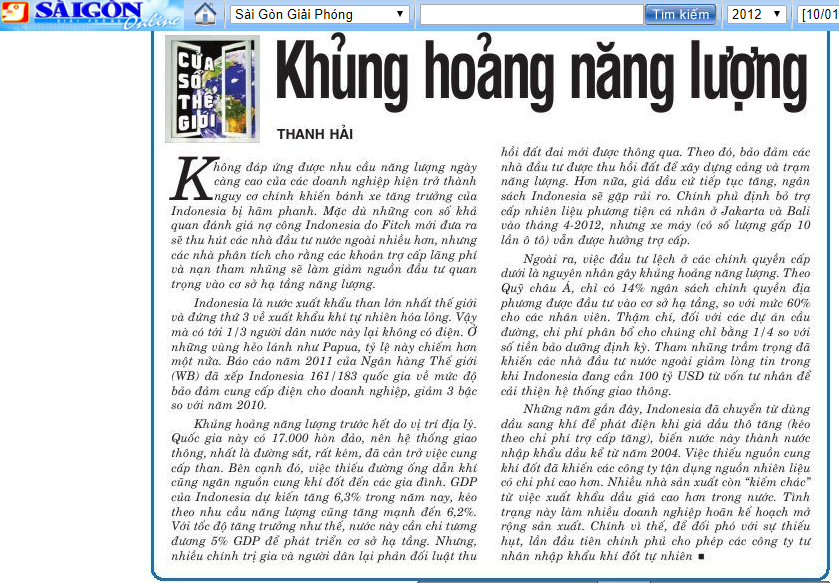 SÀIGÒN
GIẢI PHÓNG
Online
Sài Gòn Giải Phóng
Tìm kiếm
2012
[10/01
CỬA
SỔ
THẾ
GIỚI
Khủng hoảng năng lượng
THANH HẢI
Không đáp ứng được nhu cầu năng lượng ngày
càng cao của các doanh nghiệp hiện trở thành
nguy cơ chính khiến bánh xe tăng trưởng của
Indonesia bị hãm phanh. Mặc dù những con số khả
quan đánh giá nợ công Indonesia do Fitch mới đưa ra
sẽ thu hút các nhà đầu tư nước ngoài nhiều hơn, nhưng
các nhà phân tích cho rằng các khoản trợ cấp lãng phí
và nạn tham nhũng sẽ làm giảm nguồn đầu tư quan
trọng vào cơ sở hạ tầng năng lượng.
Indonesia là nước xuất khẩu than lớn nhất thế giới
và đứng thứ 3 về xuất khẩu khí tự nhiên hóa lỏng. Vậy
mà có tới 1/3 người dân nước này lại không có điện. Ở
những vùng hẻo lánh như Papua, tỷ lệ này chiếm hơn
một nửa. Báo cáo năm 2011 của Ngân hàng Thế giới
(WB) đã xếp Indonesia 161/183 quốc gia về mức độ
bảo đảm cung cấp điện cho doanh nghiệp, giảm 3 bậc
so với năm 2010.
Khủng hoảng năng lượng trước hết do vị trí địa lý.
Quốc gia này có 17.000 hòn đảo, nên hệ thống giao
thông, nhất là đường sắt, rất kém, đã cản trở việc cung
cấp than. Bên cạnh đó, việc thiếu đường ống dẫn khí
cũng ngăn nguồn cung khí đốt đến các gia đình. GDP
của Indonesia dự kiến tăng 6,3% trong năm nay, kéo
theo nhu cầu năng lượng cũng tăng mạnh đến 6,2%.
Với tốc độ tăng trưởng như thế, nước này cần chi tương
đương 5% GDP để phát triển cơ sở hạ tầng. Nhưng,
nhiều chính trị gia và người dân lại phản đối luật thu
hồi đất đai mới được thông qua. Theo đó, bảo đảm các
nhà đầu tư được thu hồi đất để xây dựng cảng và trạm
năng lượng. Hơn nữa, giá dầu cứ tiếp tục tăng, ngân
sách Indonesia sẽ gặp rủi ro. Chính phủ định bỏ trợ
cấp nhiên liệu phương tiện cá nhân ở Jakarta và Bali
vào tháng 4-2012, nhưng xe máy (có số lượng gấp 10
lần ô tô) vẫn được hưởng trợ cấp.
Ngoài ra, việc đầu tư lệch ở các chính quyền cấp
dưới là nguyên nhân gây khủng hoảng năng lượng. Theo
Quỹ châu Á, chỉ có 14% ngân sách chính quyền địa
phương được đầu tư vào cơ sở hạ tầng, so với mức 60%
cho các nhân viên. Thậm chí, đối với các dự án cầu
đường, chi phí phân bổ cho chúng chỉ bằng 1/4 so với
số tiền bảo dưỡng định kỳ. Tham nhũng trầm trọng đã
khiến các nhà đầu tư nước ngoài giảm lòng tin trong
khi Indonesia đang cần 100 tỷ USD từ vốn tư nhân để
cải thiện hệ thống giao thông.
Những năm gần đây, Indonesia đã chuyển từ dùng
dầu sang khí để phát điện khi giá dầu thô tăng (kéo
theo chi phí trợ cấp tăng), biến nước này thành nước
nhập khẩu dầu kể từ năm 2004. Việc thiếu nguồn cung
khí đốt đã khiến các công ty tận dụng nguồn nhiên liệu
có chi phí cao hơn. Nhiều nhà sản xuất còn “kiếm chác”
từ việc xuất khẩu dầu giá cao hơn trong nước. Tình
trạng này làm nhiều doanh nghiệp hoãn kế hoạch mở
rộng sản xuất. Chính vì thế, để đối phó với sự thiếu
hụt, lần đầu tiên chính phủ cho phép các công ty tư
nhân nhập khẩu khí đốt tự nhiên ■